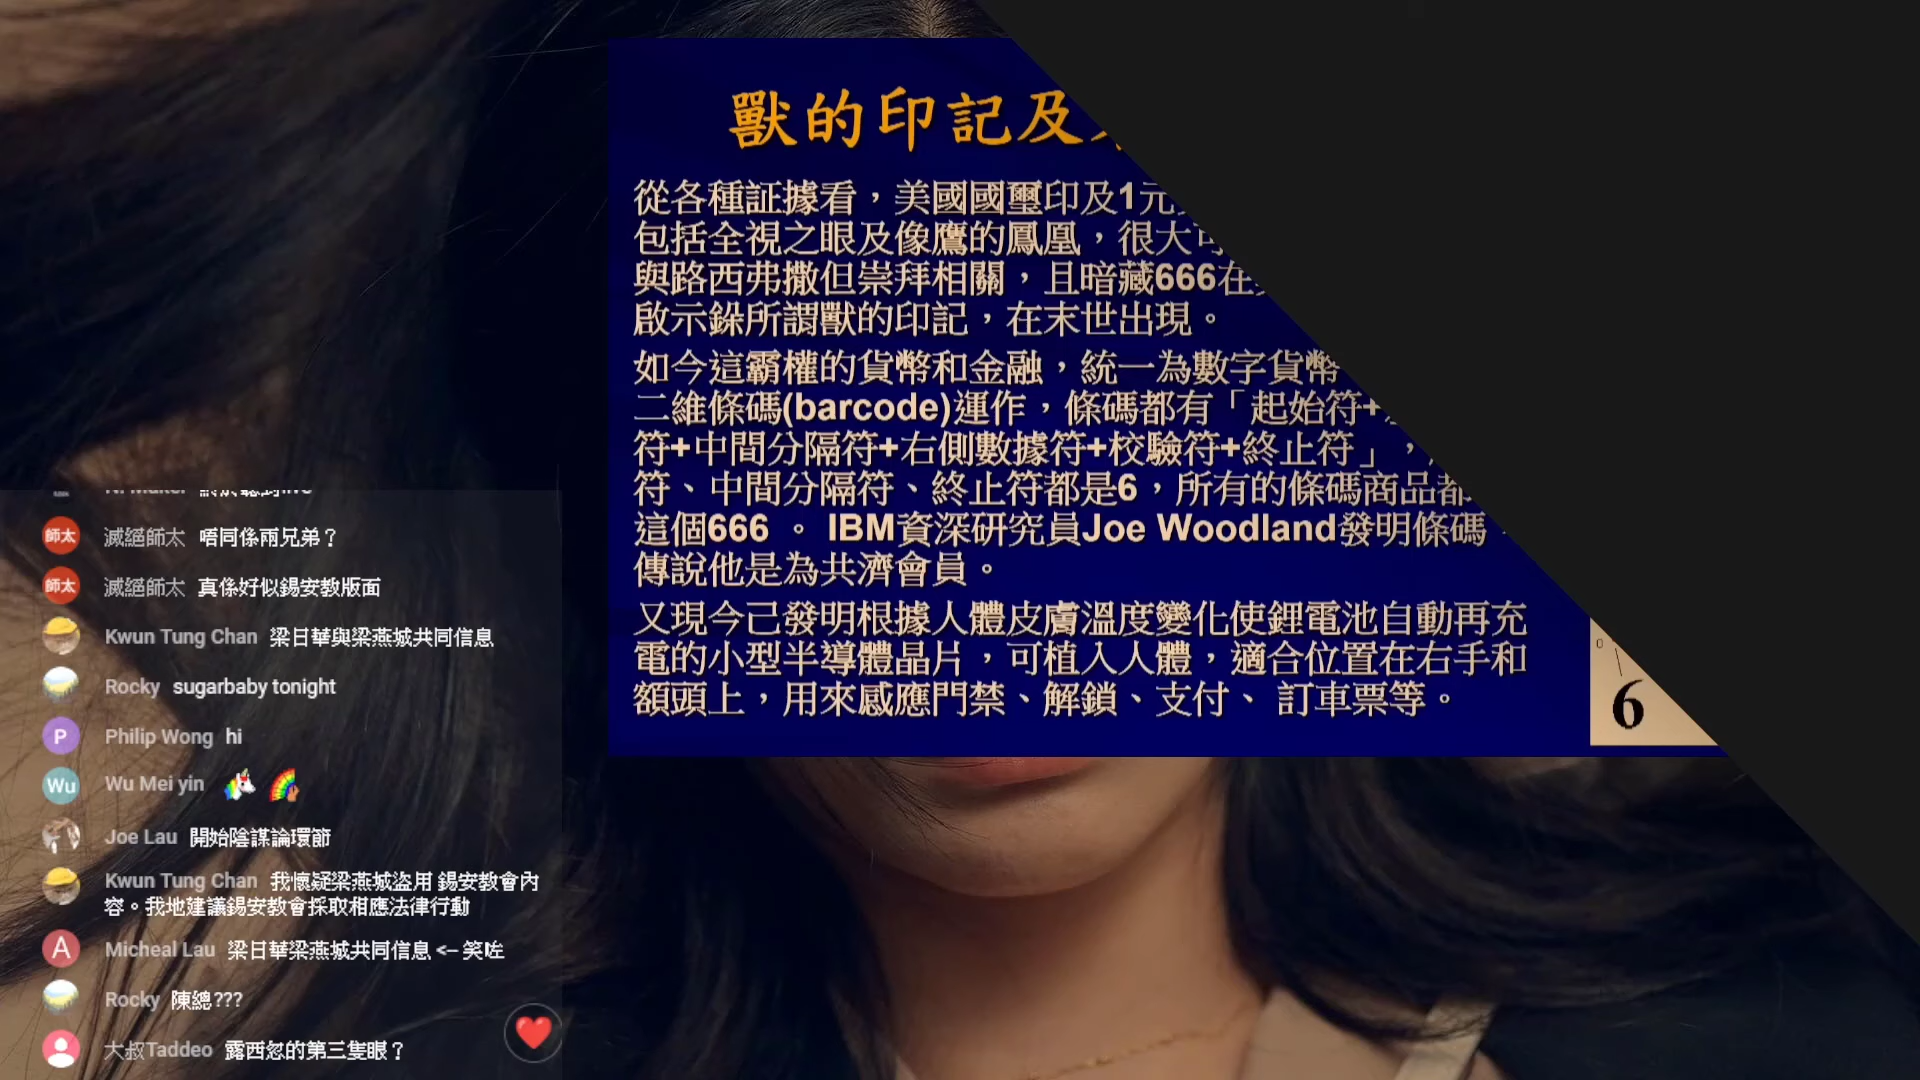 獸的印記及
從各種証據看，美國國璽印及1元
包括全視之眼及像鷹的鳳凰，很大
與路西弗撒但崇拜相關，且暗藏666在
啟示錄所謂獸的印記，在末世出現。
如今這霸權的貨幣和金融，統一為數字貨幣
二維條碼(barcode)運作，條碼都有「起始符+
符+中間分隔符+右側數據符+校驗符+終止符」，
符、中間分隔符、終止符都是6，所有的條碼商品都
這個666 。 IBM資深研究員Joe Woodland發明條碼，
傳說他是為共濟會員。
又現今己發明根據人體皮膚溫度變化使鋰電池自動再充
電的小型半導體晶片，可植入人體，適合位置在右手和
額頭上，用來感應門禁、解鎖、支付、 訂車票等。
0
6
師太 滅絕師太 唔同係兩兄弟？
師太 滅絕師太 真係好似錫安教版面
Kwun Tung Chan 梁日華與梁燕城共同信息
Rocky sugarbaby tonight
P Philip Wong hi
Wu Wu Mei yin
Joe Lau 開始陰謀論環節
Kwun Tung Chan 我懷疑梁燕城盜用 錫安教會內
容。我地建議錫安教會採取相應法律行動
A Micheal Lau 梁日華梁燕城共同信息 <-- 笑咗
Rocky 陳總???
大叔Taddeo 露西忽的第三隻眼？